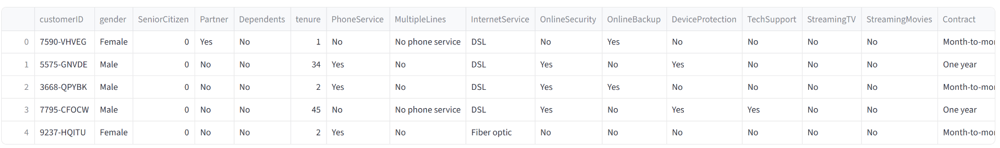 customerID gender SeniorCitizen Partner Dependents tenure PhoneService MultipleLines InternetService OnlineSecurity OnlineBackup DeviceProtection TechSupport StreamingTV StreamingMovies Contract
0 7590-VHVEG Female 0 Yes No 1 No No phone service DSL No Yes No No No No Month-to-mo
1 5575-GNVDE Male 0 No No 34 Yes No DSL Yes No Yes No No No One year
2 3668-QPYBK Male 0 No No 2 Yes No DSL Yes Yes No No No No Month-to-mo
3 7795-CFOCW Male 0 No No 45 No No phone service DSL Yes No Yes Yes No No One year
4 9237-HQITU Female 0 No No 2 Yes No Fiber optic No No No No No No Month-to-mo